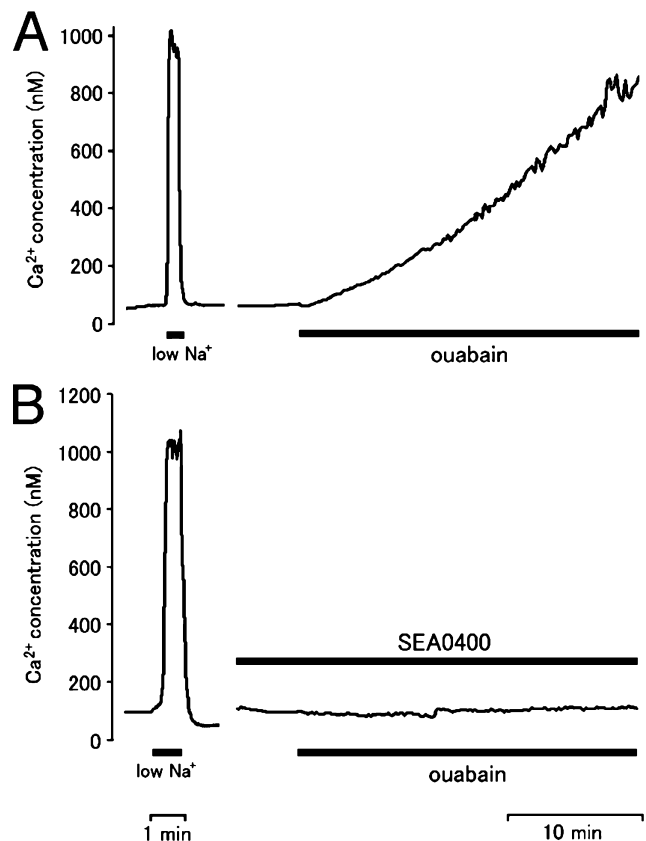 A
Ca²⁺ concentration (nM)
1000
800
600
400
200
0
low Na⁺
ouabain
B
Ca²⁺ concentration (nM)
1200
1000
800
600
400
200
0
SEA0400
low Na⁺
ouabain
1 min
10 min